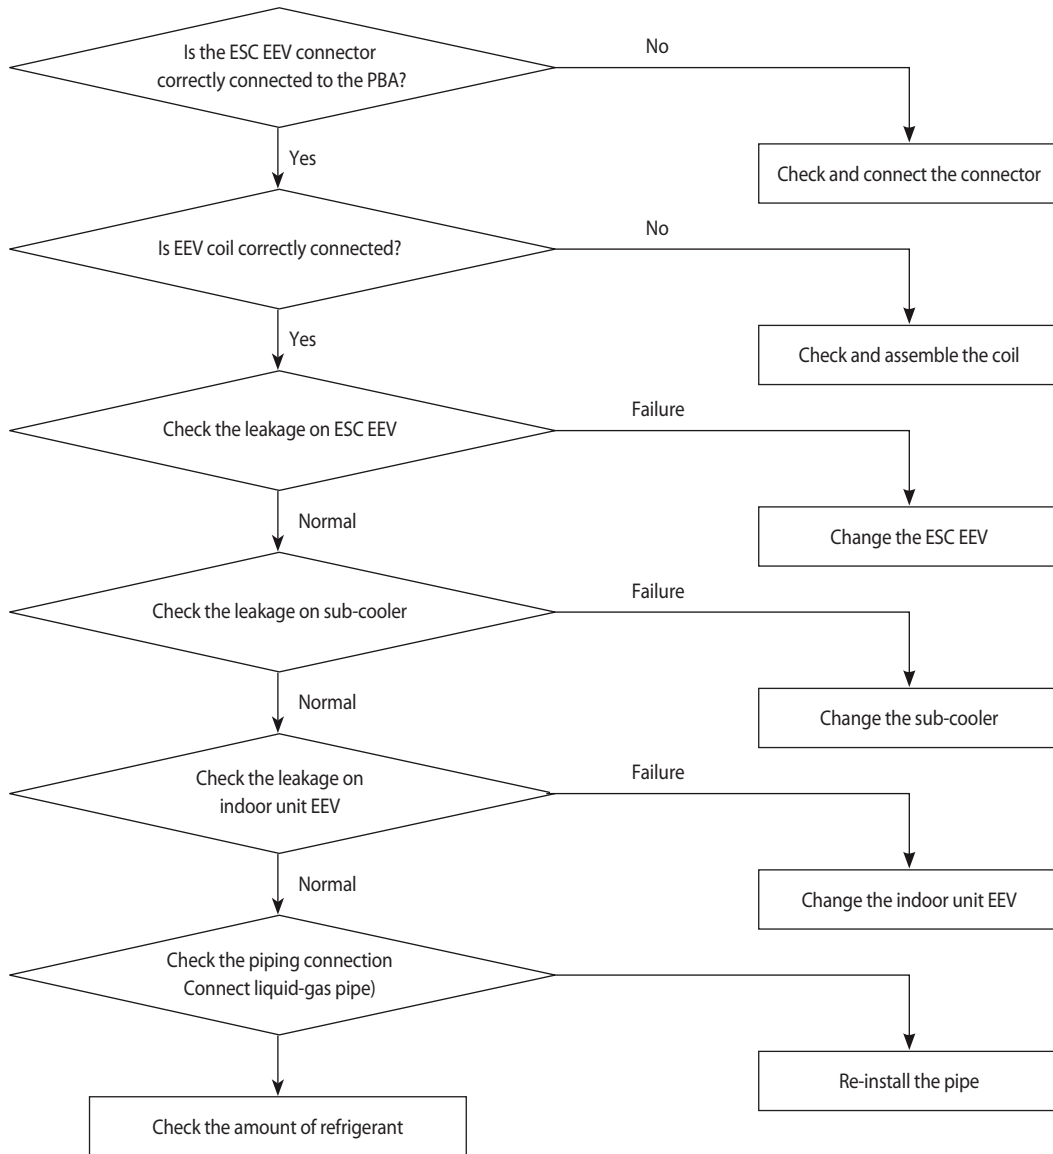 Is the ESC EEV connector
correctly connected to the PBA?
No
Yes
Check and connect the connector
Is EEV coil correctly connected?
No
Yes
Check and assemble the coil
Check the leakage on ESC EEV
Failure
Normal
Change the ESC EEV
Check the leakage on sub-cooler
Failure
Normal
Change the sub-cooler
Check the leakage on
indoor unit EEV
Failure
Normal
Change the indoor unit EEV
Check the piping connection
Connect liquid-gas pipe)
Re-install the pipe
Check the amount of refrigerant